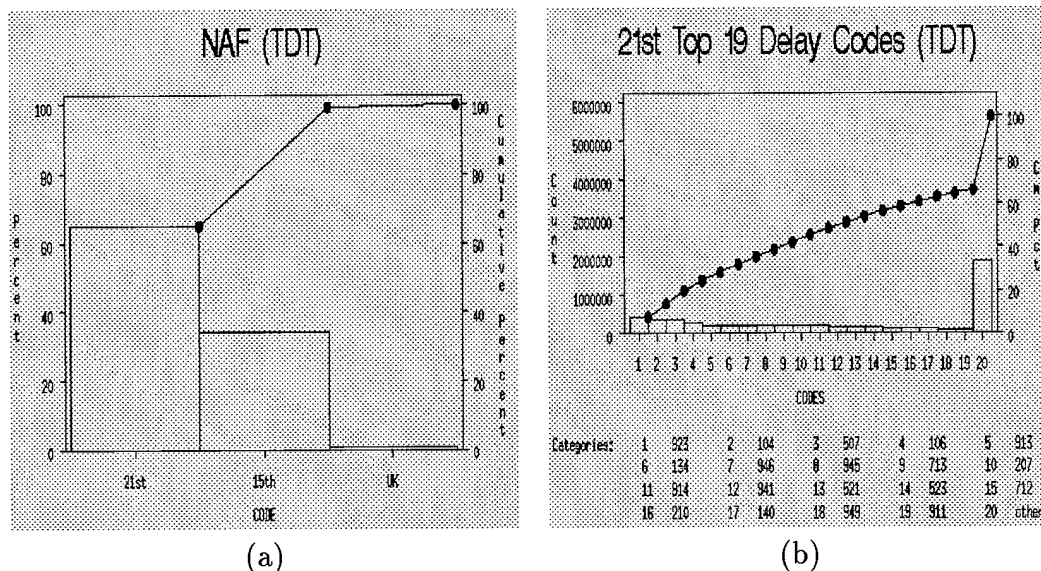 NAF (TDT)
100
80
60
40
20
0
Percent
100
80
60
40
20
0
Cumulative Percent
21st 15th UK
CODE
(a)
21st Top 19 Delay Codes (TDT)
6000000
5000000
4000000
3000000
2000000
1000000
0
Count
100
80
60
40
20
0
Cum Pct
1 2 3 4 5 6 7 8 9 10 11 12 13 14 15 16 17 18 19 20
CODES
Categories: 1 923 2 104 3 507 4 106 5 913
6 134 7 946 8 945 9 713 10 207
11 914 12 941 13 521 14 523 15 712
16 210 17 140 18 949 19 911 20 other
(b)